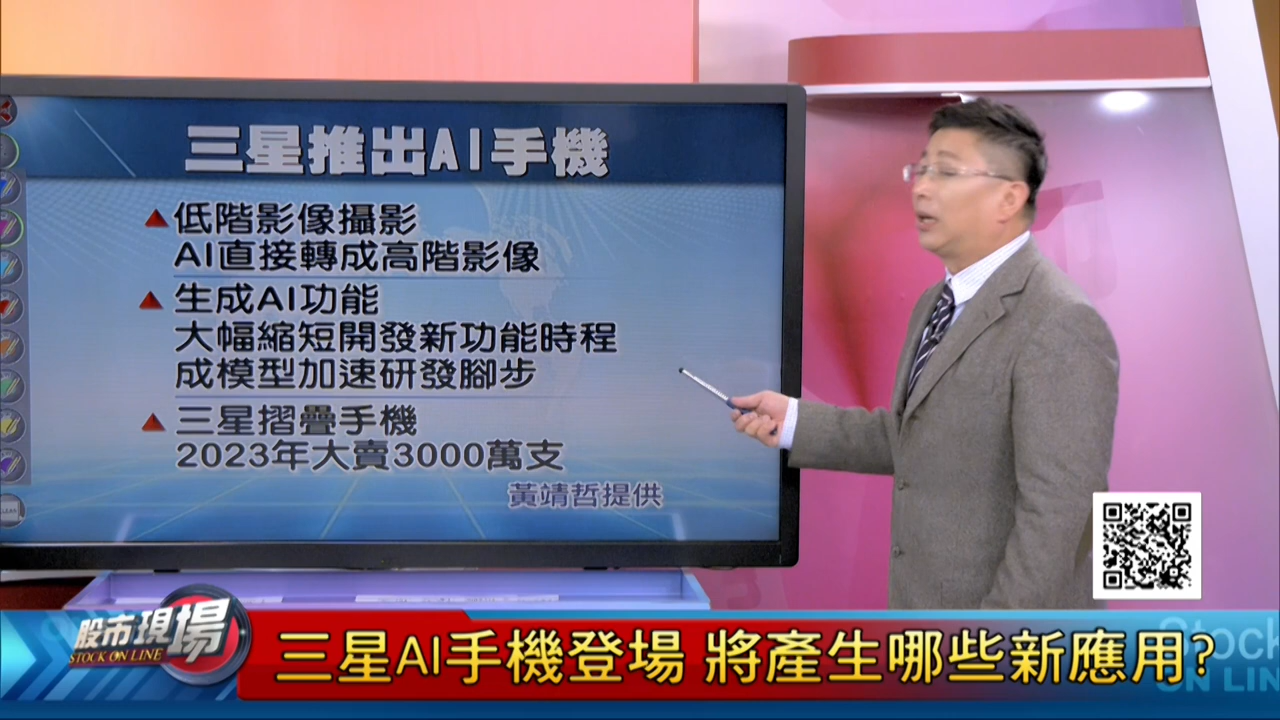 三星推出AI手機
▲低階影像攝影
AI直接轉成高階影像
▲生成AI功能
大幅縮短開發新功能時程
成模型加速研發腳步
▲三星摺疊手機
2023年大賣3000萬支
黃靖哲提供
股市現場
STOCK ON LINE
三星AI手機登場 將產生哪些新應用?
Stock
ON LIN